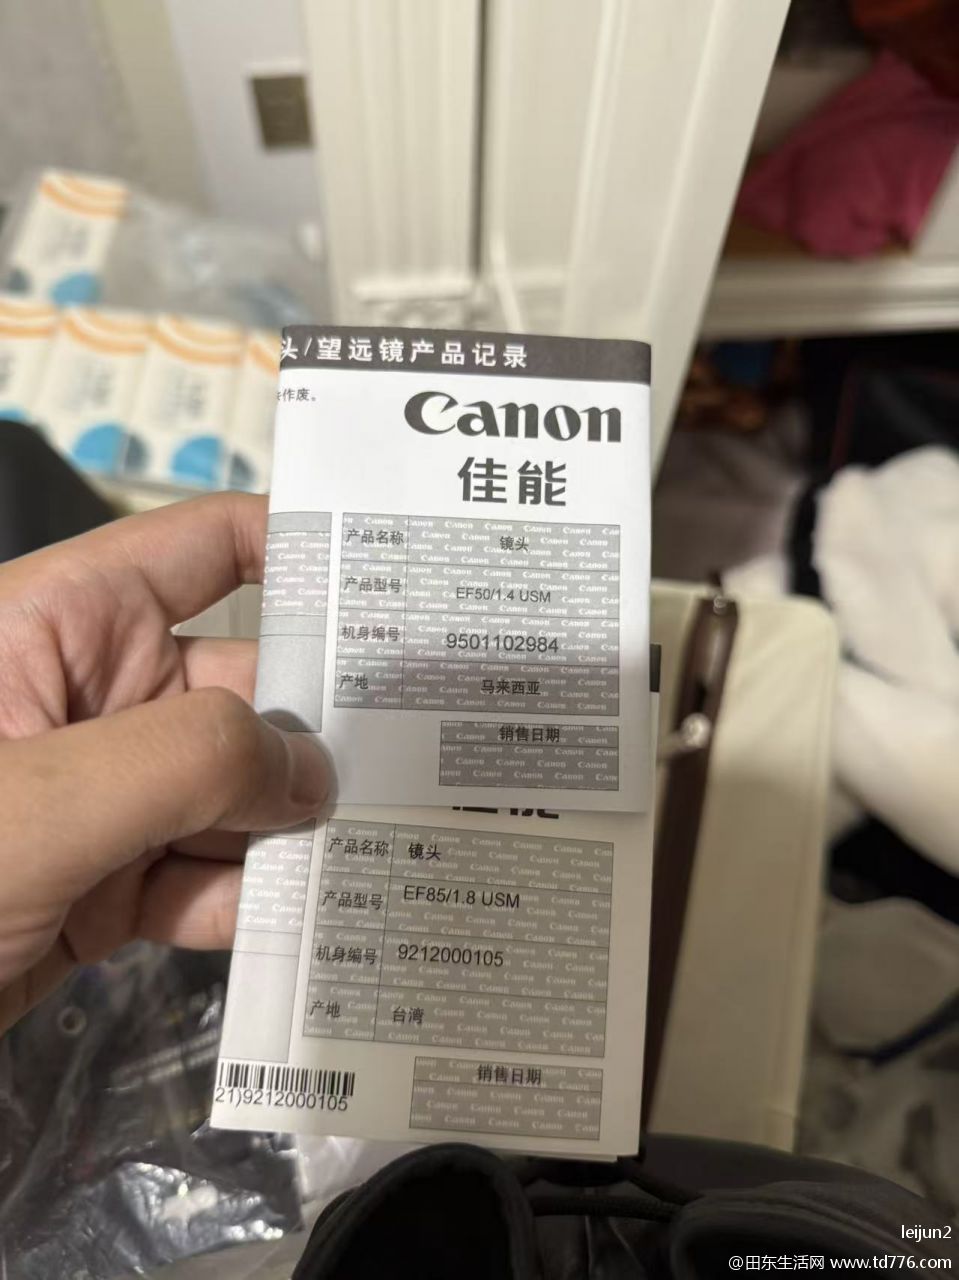 头/望远镜产品记录
作废。
Canon
佳能
产品名称 镜头
产品型号 EF50/1.4 USM
机身编号 9501102984
产地 马来西亚
销售日期
产品名称 镜头
产品型号 EF85/1.8 USM
机身编号 9212000105
产地 台湾
销售日期
21)9212000105
leijun2
@田东生活网 www.td776.com